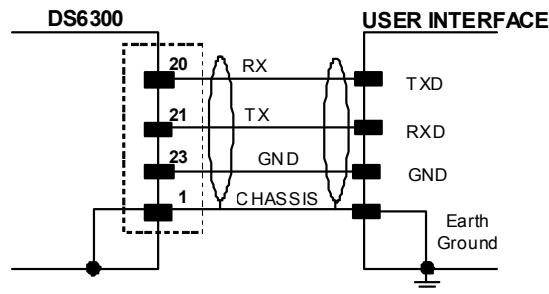 DS6300
USER INTERFACE
20
RX
TXD
21
TX
RXD
23
GND
GND
1
CHASSIS
Earth
Ground